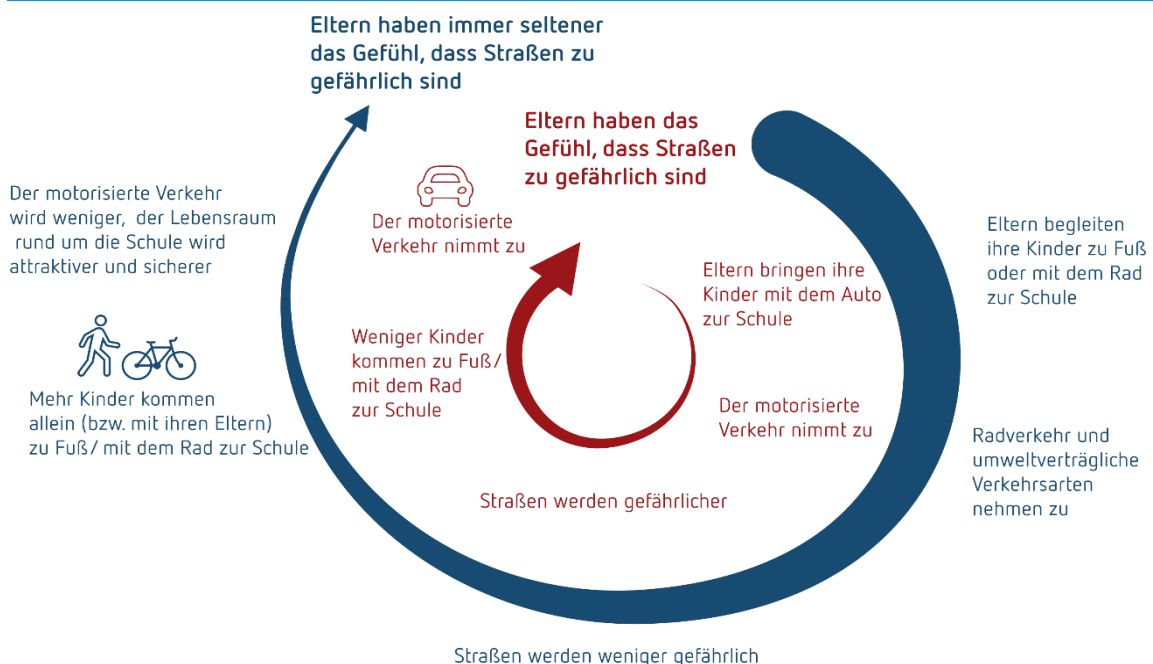 Eltern haben immer seltener
das Gefühl, dass Straßen zu
gefährlich sind
Eltern haben das
Gefühl, dass Straßen
zu gefährlich sind
Der motorisierte
Verkehr nimmt zu
Eltern bringen ihre
Kinder mit dem Auto
zur Schule
Weniger Kinder
kommen zu Fuß/
mit dem Rad
zur Schule
Der motorisierte
Verkehr nimmt zu
Straßen werden gefährlicher
Der motorisierte Verkehr
wird weniger, der Lebensraum
rund um die Schule wird
attraktiver und sicherer
Mehr Kinder kommen
allein (bzw. mit ihren Eltern)
zu Fuß/ mit dem Rad zur Schule
Eltern begleiten
ihre Kinder zu Fuß
oder mit dem Rad
zur Schule
Radverkehr und
umweltverträgliche
Verkehrsarten
nehmen zu
Straßen werden weniger gefährlich